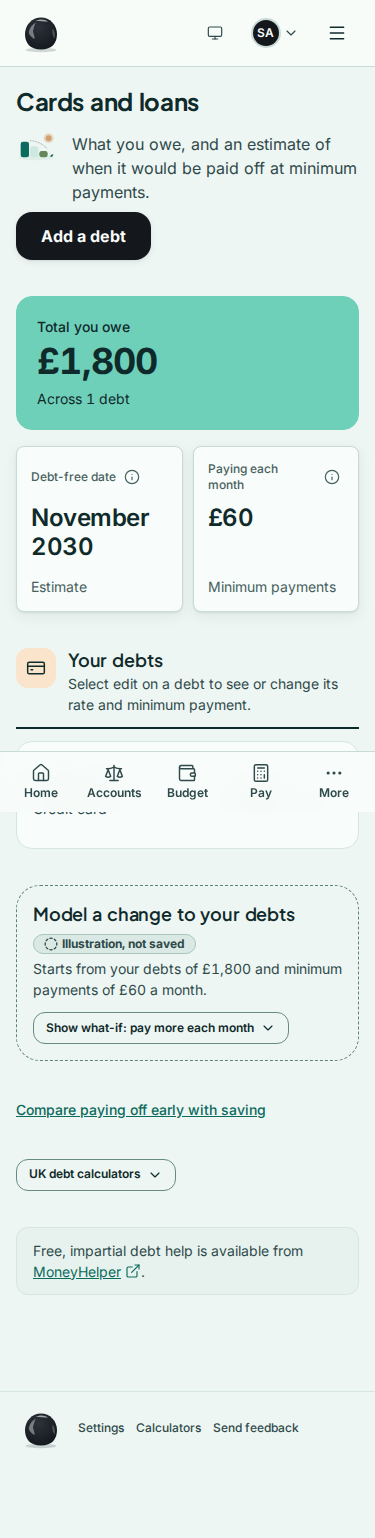 SA
Cards and loans
What you owe, and an estimate of
when it would be paid off at minimum
payments.
Add a debt
Total you owe
£1,800
Across 1 debt
Debt-free date
November
2030
Estimate
Paying each
month
£60
Minimum payments
Your debts
Select edit on a debt to see or change its
rate and minimum payment.
Home
Accounts
Budget
Pay
More
Credit card
Model a change to your debts
Illustration, not saved
Starts from your debts of £1,800 and minimum
payments of £60 a month.
Show what-if: pay more each month
Compare paying off early with saving
UK debt calculators
Free, impartial debt help is available from
MoneyHelper.
Settings
Calculators
Send feedback